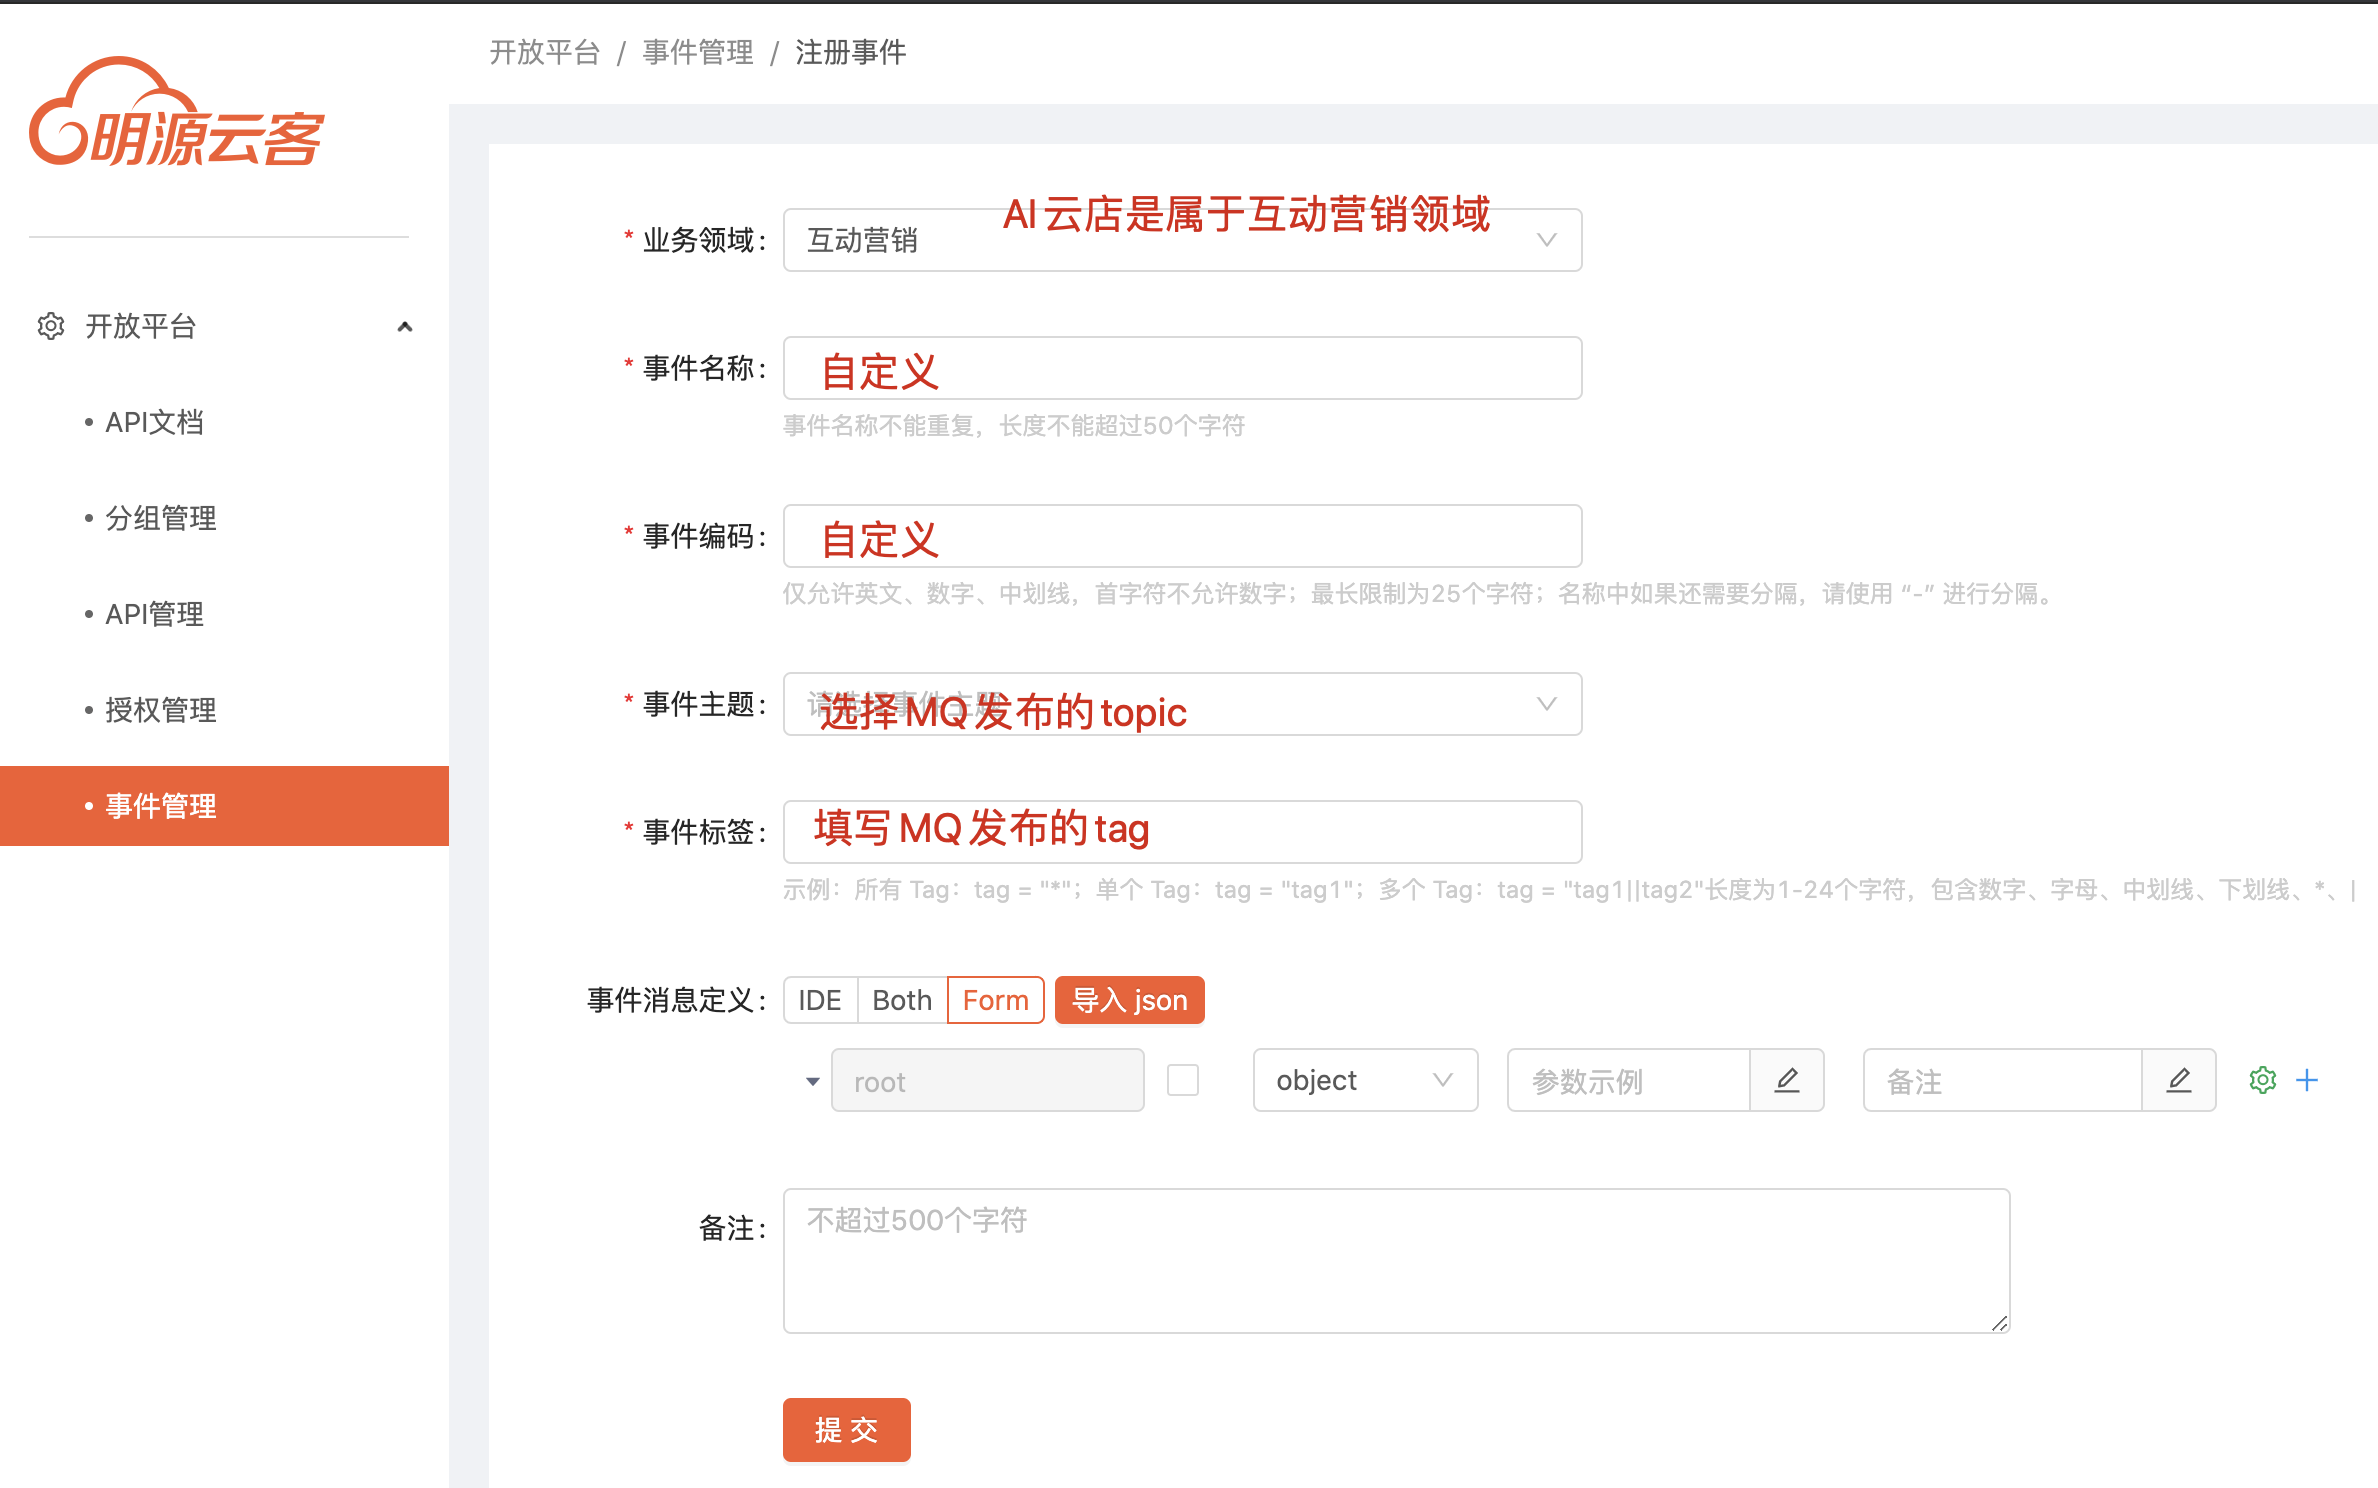 明源云客
开放平台 / 事件管理 / 注册事件
开放平台
API文档
分组管理
API管理
授权管理
事件管理
AI 云店是属于互动营销领域
* 业务领域: 互动营销
* 事件名称: 自定义
事件名称不能重复，长度不能超过50个字符
* 事件编码: 自定义
仅允许英文、数字、中划线，首字符不允许数字；最长限制为25个字符；名称中如果还需要分隔，请使用 “-” 进行分隔。
* 事件主题: 请选择事件主题
选择 MQ 发布的 topic
* 事件标签: 填写 MQ 发布的 tag
示例：所有 Tag：tag = "*"；单个 Tag：tag = "tag1"；多个 Tag：tag = "tag1||tag2"长度为1-24个字符，包含数字、字母、中划线、下划线、*、|
事件消息定义: IDE Both Form 导入 json
root object 参数示例 备注
备注: 不超过500个字符
提 交